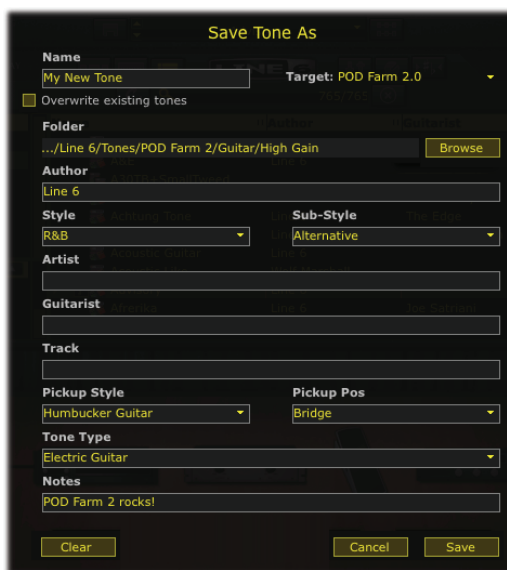 Save Tone As
Name
My New Tone
Target: POD Farm 2.0
Overwrite existing tones
Folder
.../Line 6/Tones/POD Farm 2/Guitar/High Gain
Browse
Author
Line 6
Style
Sub-Style
R&B
Alternative
Artist
Guitarist
Track
Pickup Style
Pickup Pos
Humbucker Guitar
Bridge
Tone Type
Electric Guitar
Notes
POD Farm 2 rocks!
Clear
Cancel
Save